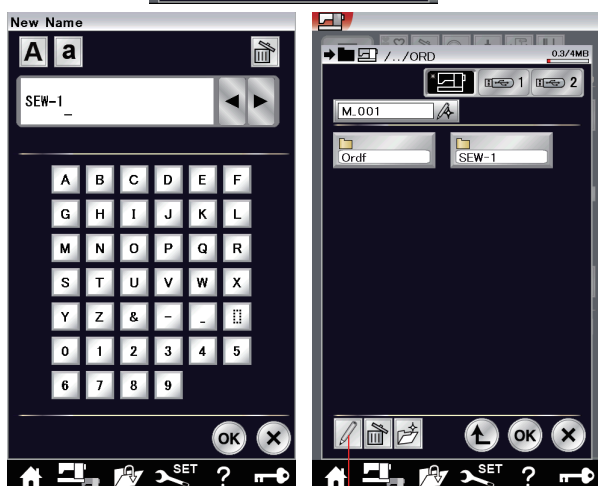 New Name
A a
SEW-1_
A B C D E F
G H I J K L
M N O P Q R
S T U V W X
Y Z & - _
0 1 2 3 4 5
6 7 8 9
OK X
SET ?
/../ORD 0.3/4MB
1 2
M_001
Ordf SEW-1
OK X
SET ?